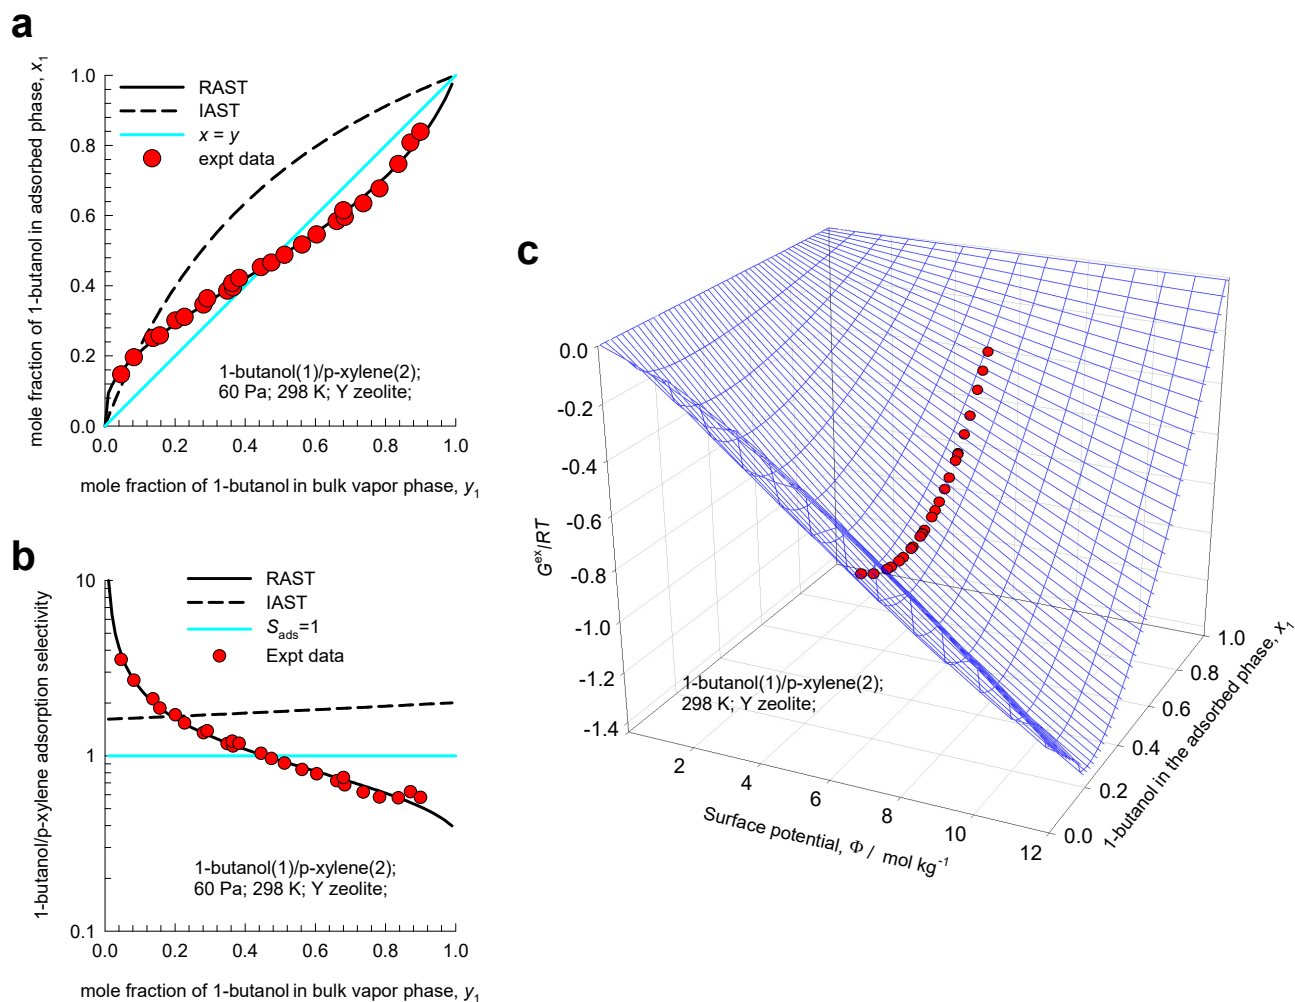 a
mole fraction of 1-butanol in adsorbed phase, x1
1.0
0.8
0.6
0.4
0.2
0.0
RAST
IAST
x = y
expt data
1-butanol(1)/p-xylene(2);
60 Pa; 298 K; Y zeolite;
0.0 0.2 0.4 0.6 0.8 1.0
mole fraction of 1-butanol in bulk vapor phase, y1
b
1-butanol/p-xylene adsorption selectivity
10
1
0.1
RAST
IAST
Sads=1
Expt data
1-butanol(1)/p-xylene(2);
60 Pa; 298 K; Y zeolite;
0.0 0.2 0.4 0.6 0.8 1.0
mole fraction of 1-butanol in bulk vapor phase, y1
c
0.0
-0.2
-0.4
-0.6
-0.8
-1.0
-1.2
-1.4
Gex/RT
1-butanol(1)/p-xylene(2);
298 K; Y zeolite;
2 4 6 8 10 12
Surface potential, Φ / mol kg-1
0.0 0.2 0.4 0.6 0.8 1.0
1-butanol in the adsorbed phase, x1